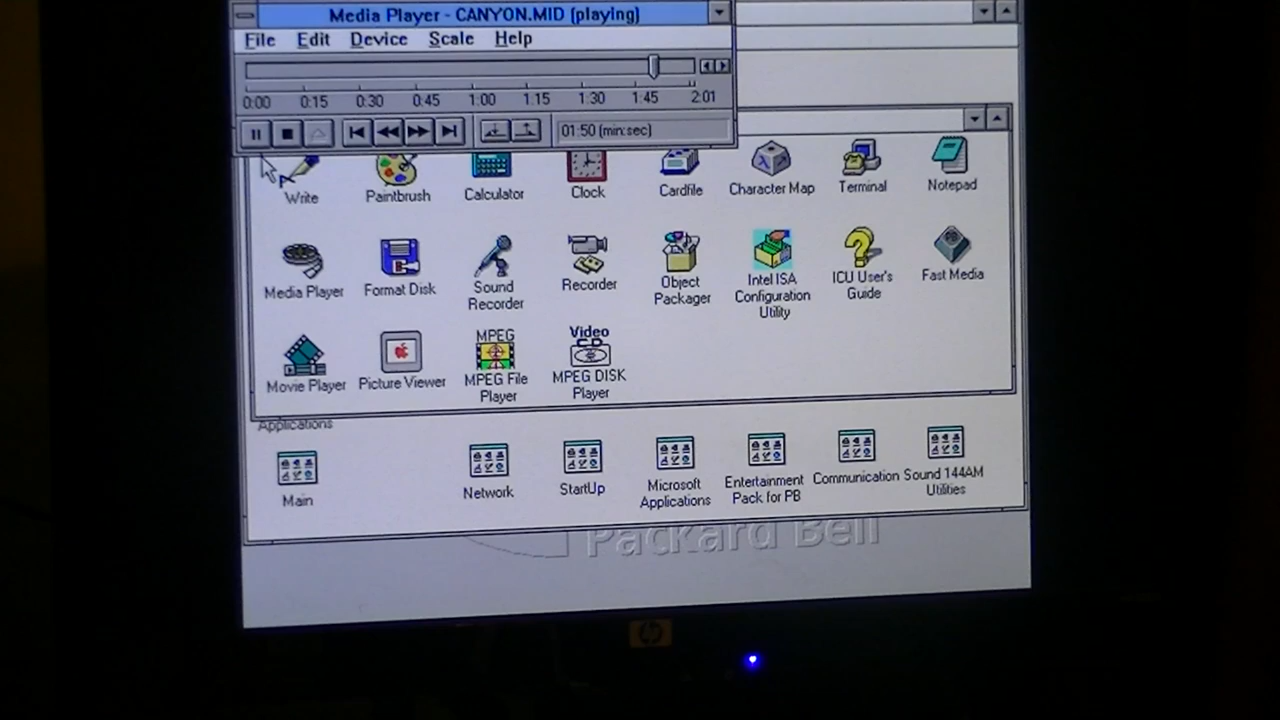 Media Player - CANYON.MID (playing)
File Edit Device Scale Help
0:00 0:15 0:30 0:45 1:00 1:15 1:30 1:45 2:01
01:50 (min:sec)
Write Paintbrush Calculator Clock Cardfile Character Map Terminal Notepad
Media Player Format Disk Sound Recorder Recorder Object Packager Intel ISA Configuration Utility ICU User's Guide Fast Media
Movie Player Picture Viewer MPEG MPEG File Player Video CD MPEG DISK Player
Applications
Main Network StartUp Microsoft Applications Entertainment Pack for PB Communication Sound 144AM Utilities
Packard Bell
hp